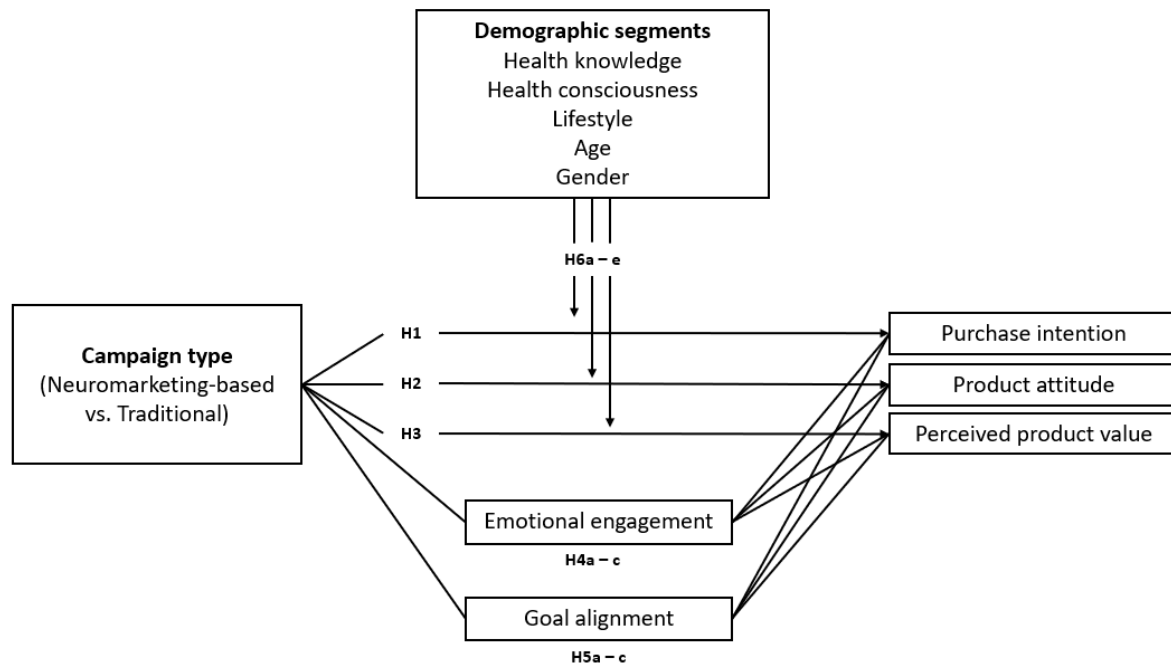 Demographic segments
Health knowledge
Health consciousness
Lifestyle
Age
Gender
H6a – e
Campaign type
(Neuromarketing-based
vs. Traditional)
H1
H2
H3
Purchase intention
Product attitude
Perceived product value
Emotional engagement
H4a – c
Goal alignment
H5a – c